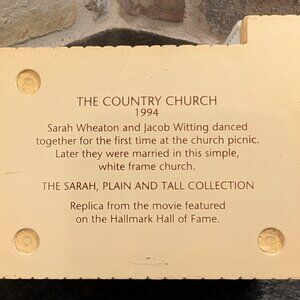 THE COUNTRY CHURCH
1994
Sarah Wheaton and Jacob Witting danced
together for the first time at the church picnic.
Later they were married in this simple,
white frame church.
THE SARAH, PLAIN AND TALL COLLECTION
Replica from the movie featured
on the Hallmark Hall of Fame.